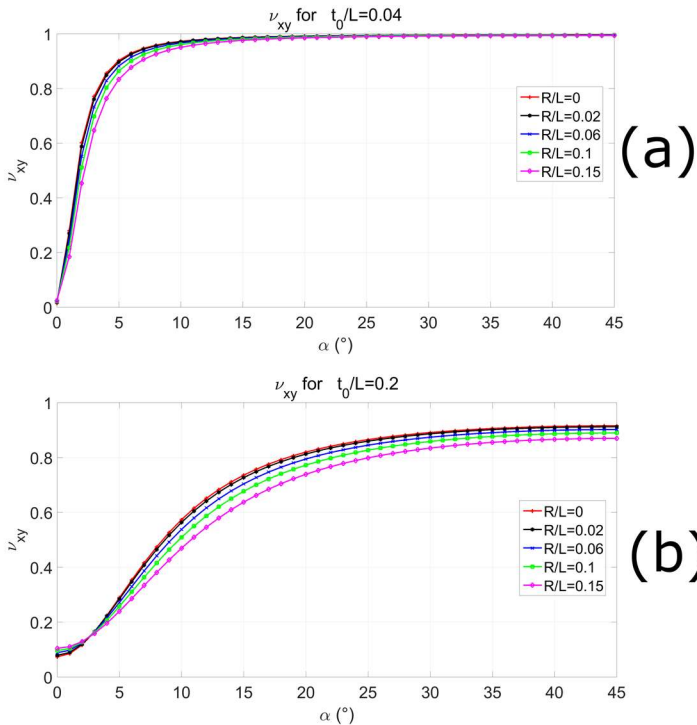 ν_xy for t_0/L=0.04
1
0.8
0.6
0.4
0.2
0
ν_xy
R/L=0
R/L=0.02
R/L=0.06
R/L=0.1
R/L=0.15
(a)
0 5 10 15 20 25 30 35 40 45
α (°)
ν_xy for t_0/L=0.2
1
0.8
0.6
0.4
0.2
0
ν_xy
R/L=0
R/L=0.02
R/L=0.06
R/L=0.1
R/L=0.15
(b)
0 5 10 15 20 25 30 35 40 45
α (°)